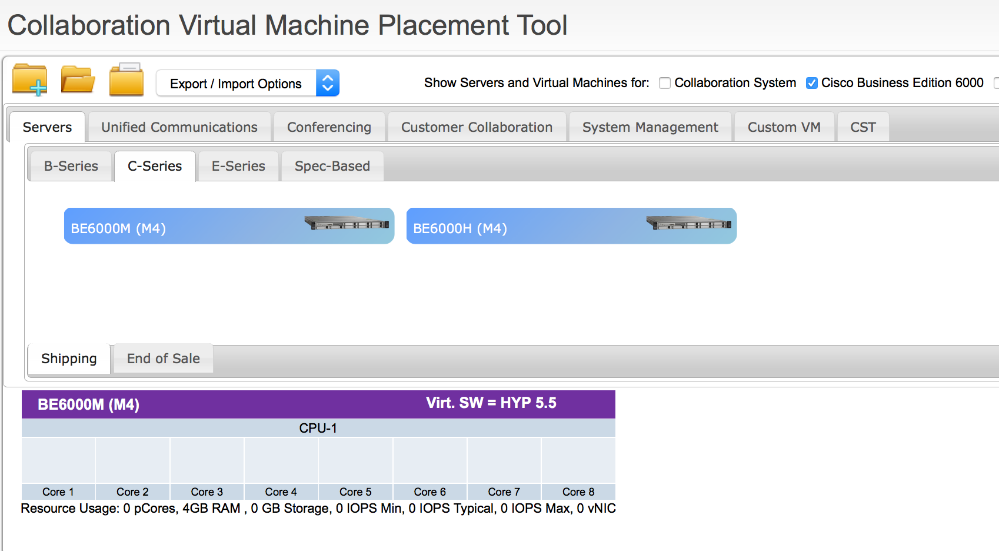 Collaboration Virtual Machine Placement Tool
Export / Import Options
Show Servers and Virtual Machines for: Collaboration System Cisco Business Edition 6000
Servers Unified Communications Conferencing Customer Collaboration System Management Custom VM CST
B-Series C-Series E-Series Spec-Based
BE6000M (M4) BE6000H (M4)
Shipping End of Sale
BE6000M (M4) Virt. SW = HYP 5.5
CPU-1
Core 1 Core 2 Core 3 Core 4 Core 5 Core 6 Core 7 Core 8
Resource Usage: 0 pCores, 4GB RAM , 0 GB Storage, 0 IOPS Min, 0 IOPS Typical, 0 IOPS Max, 0 vNIC